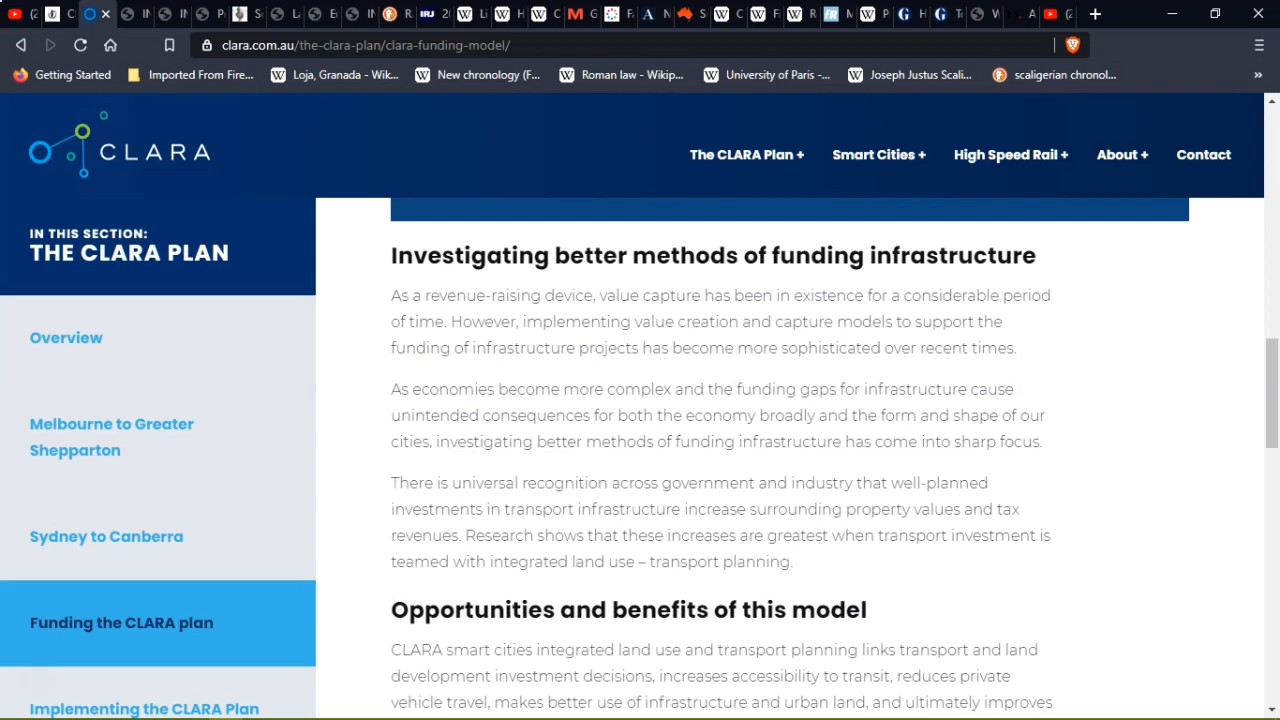 clara.com.au/the-clara-plan/clara-funding-model/
Getting Started
Imported From Fire...
Loja, Granada - Wik...
New chronology (F...
Roman law - Wikip...
University of Paris -...
Joseph Justus Scali...
scaligerian chronol...
»
CLARA
The CLARA Plan +
Smart Cities +
High Speed Rail +
About +
Contact
IN THIS SECTION:
THE CLARA PLAN
Overview
Melbourne to Greater
Shepparton
Sydney to Canberra
Funding the CLARA plan
Implementing the CLARA Plan
Investigating better methods of funding infrastructure
As a revenue-raising device, value capture has been in existence for a considerable period
of time. However, implementing value creation and capture models to support the
funding of infrastructure projects has become more sophisticated over recent times.
As economies become more complex and the funding gaps for infrastructure cause
unintended consequences for both the economy broadly and the form and shape of our
cities, investigating better methods of funding infrastructure has come into sharp focus.
There is universal recognition across government and industry that well-planned
investments in transport infrastructure increase surrounding property values and tax
revenues. Research shows that these increases are greatest when transport investment is
teamed with integrated land use – transport planning.
Opportunities and benefits of this model
CLARA smart cities integrated land use and transport planning links transport and land
development investment decisions, increases accessibility to transit, reduces private
vehicle travel, makes better use of infrastructure and urban land, and ultimately improves